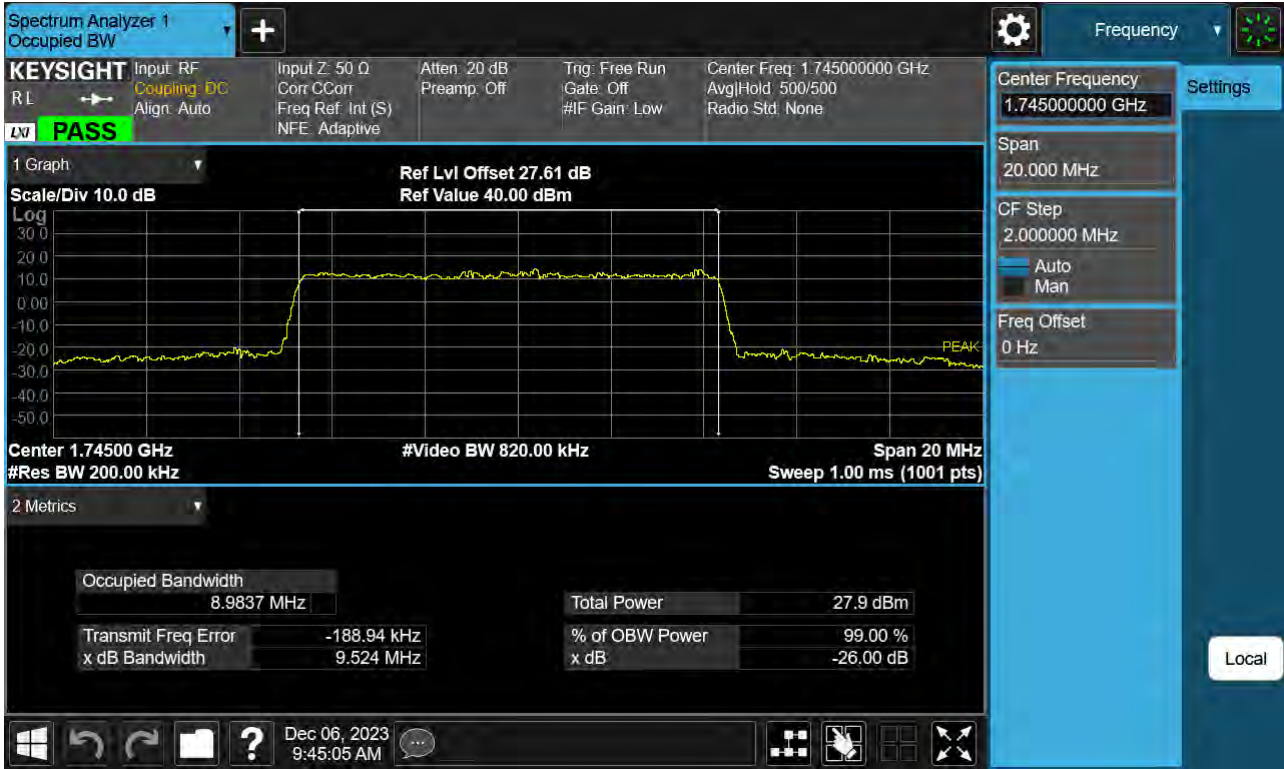 Spectrum Analyzer 1
Occupied BW
+
Frequency
KEYSIGHT
R L
LXI
PASS
Input: RF
Coupling: DC
Align: Auto
Input Z: 50 Ω
Corr CCorr
Freq Ref: Int (S)
NFE: Adaptive
Atten: 20 dB
Preamp: Off
Trig: Free Run
Gate: Off
#IF Gain: Low
Center Freq: 1.745000000 GHz
Avg|Hold: 500/500
Radio Std: None
1 Graph
Scale/Div 10.0 dB
Ref Lvl Offset 27.61 dB
Ref Value 40.00 dBm
Log
30.0
20.0
10.0
0.00
-10.0
-20.0
-30.0
-40.0
-50.0
PEAK
Center 1.74500 GHz
#Video BW 820.00 kHz
Span 20 MHz
#Res BW 200.00 kHz
Sweep 1.00 ms (1001 pts)
2 Metrics
Occupied Bandwidth
8.9837 MHz
Transmit Freq Error -188.94 kHz
x dB Bandwidth 9.524 MHz
Total Power 27.9 dBm
% of OBW Power 99.00 %
x dB -26.00 dB
Center Frequency
1.745000000 GHz
Span
20.000 MHz
CF Step
2.000000 MHz
Auto
Man
Freq Offset
0 Hz
Settings
Local
?
Dec 06, 2023
9:45:05 AM